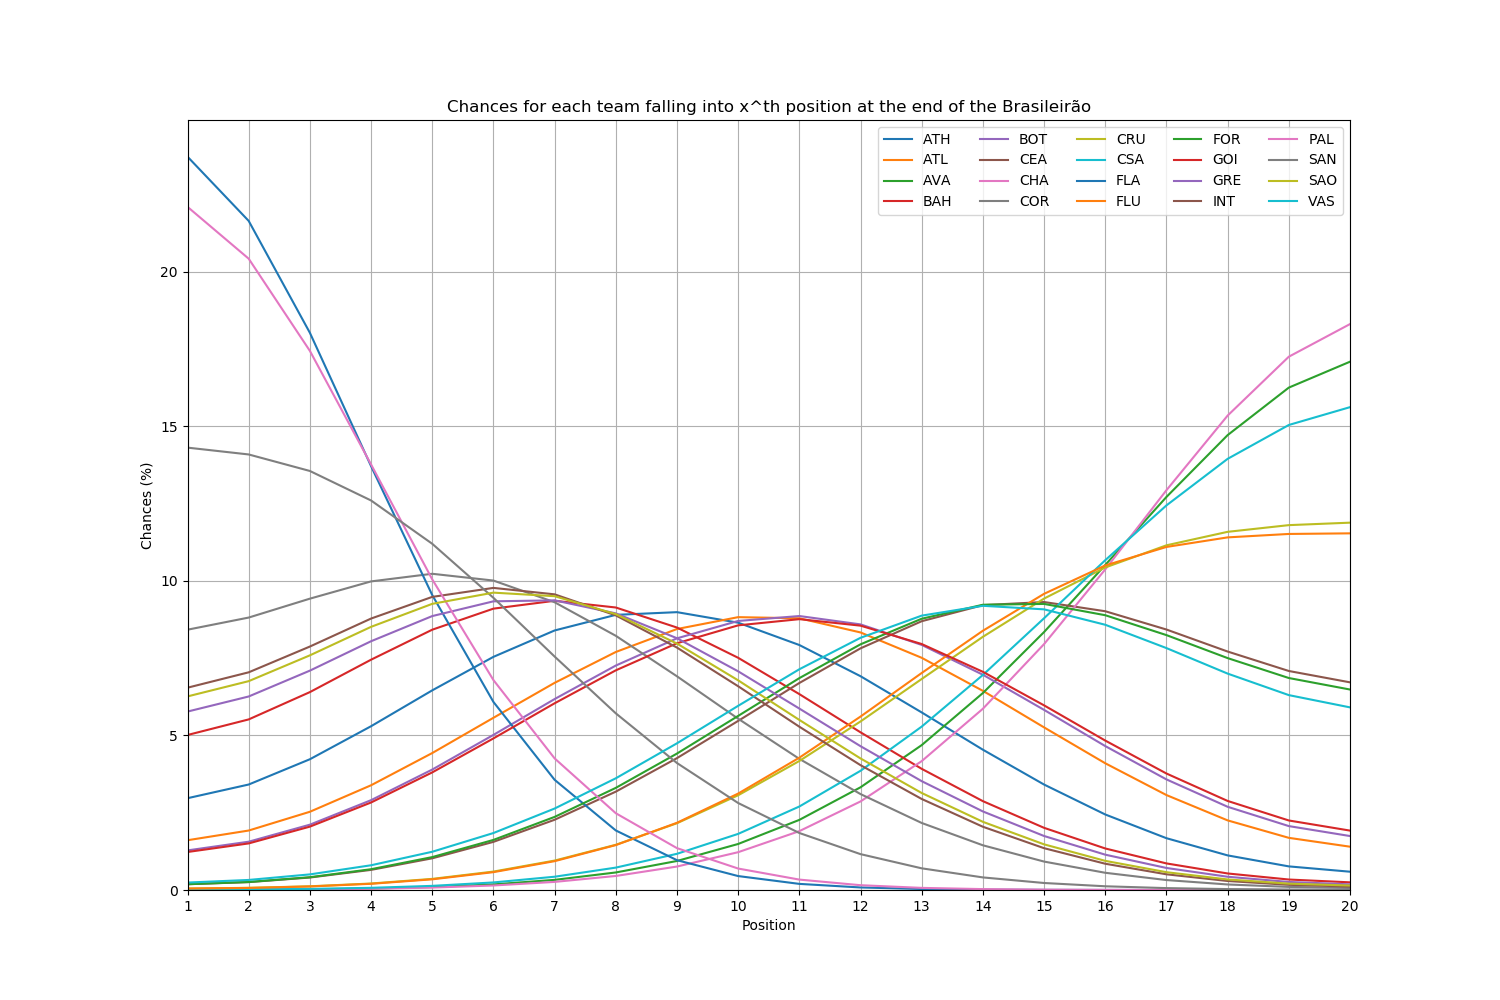 Chances for each team falling into x^th position at the end of the Brasileirão
ATH BOT CRU FOR PAL
ATL CEA CSA GOI SAN
AVA CHA FLA GRE SAO
BAH COR FLU INT VAS
20
15
10
5
0
Chances (%)
1 2 3 4 5 6 7 8 9 10 11 12 13 14 15 16 17 18 19 20
Position